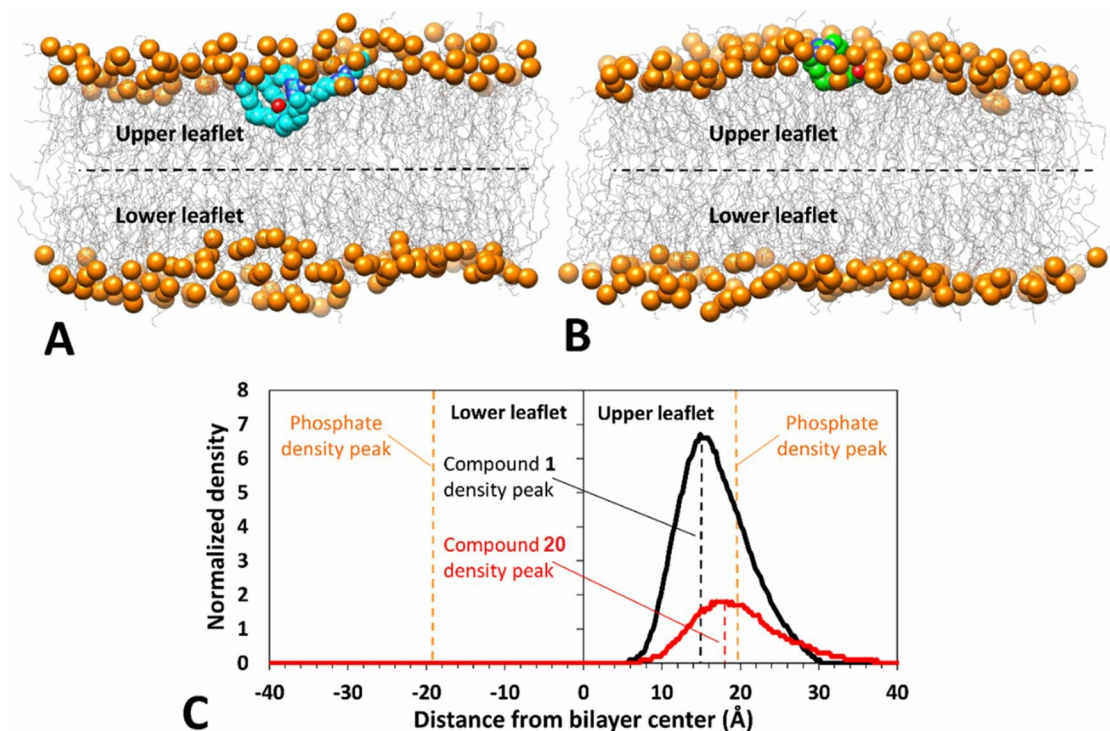 Upper leaflet
Lower leaflet
A
Upper leaflet
Lower leaflet
B
8
7
6
5
4
3
2
1
0
Normalized density
Phosphate
density peak
Lower leaflet
Upper leaflet
Phosphate
density peak
Compound 1
density peak
Compound 20
density peak
-40
-30
-20
-10
0
10
20
30
40
Distance from bilayer center (Å)
C